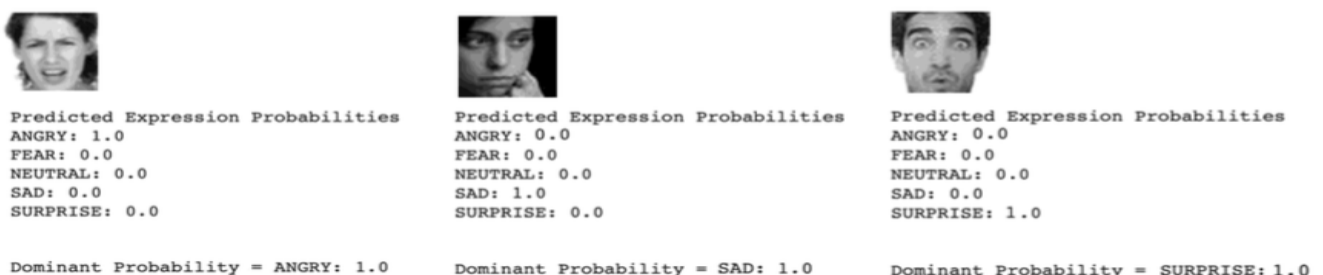 Predicted Expression Probabilities
ANGRY: 1.0
FEAR: 0.0
NEUTRAL: 0.0
SAD: 0.0
SURPRISE: 0.0
Dominant Probability = ANGRY: 1.0
Predicted Expression Probabilities
ANGRY: 0.0
FEAR: 0.0
NEUTRAL: 0.0
SAD: 1.0
SURPRISE: 0.0
Dominant Probability = SAD: 1.0
Predicted Expression Probabilities
ANGRY: 0.0
FEAR: 0.0
NEUTRAL: 0.0
SAD: 0.0
SURPRISE: 1.0
Dominant Probability = SURPRISE: 1.0